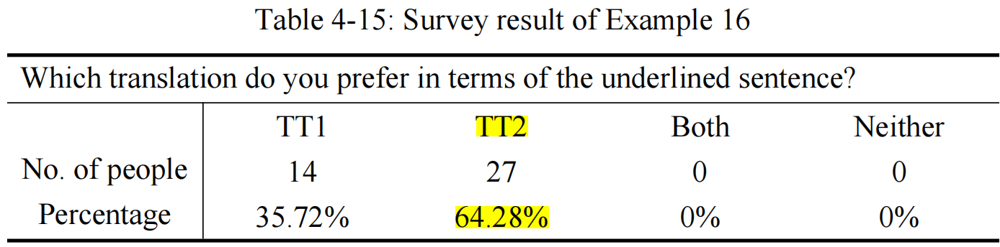 Table 4-15: Survey result of Example 16
Which translation do you prefer in terms of the underlined sentence?
TT1 TT2 Both Neither
No. of people 14 27 0 0
Percentage 35.72% 64.28% 0% 0%